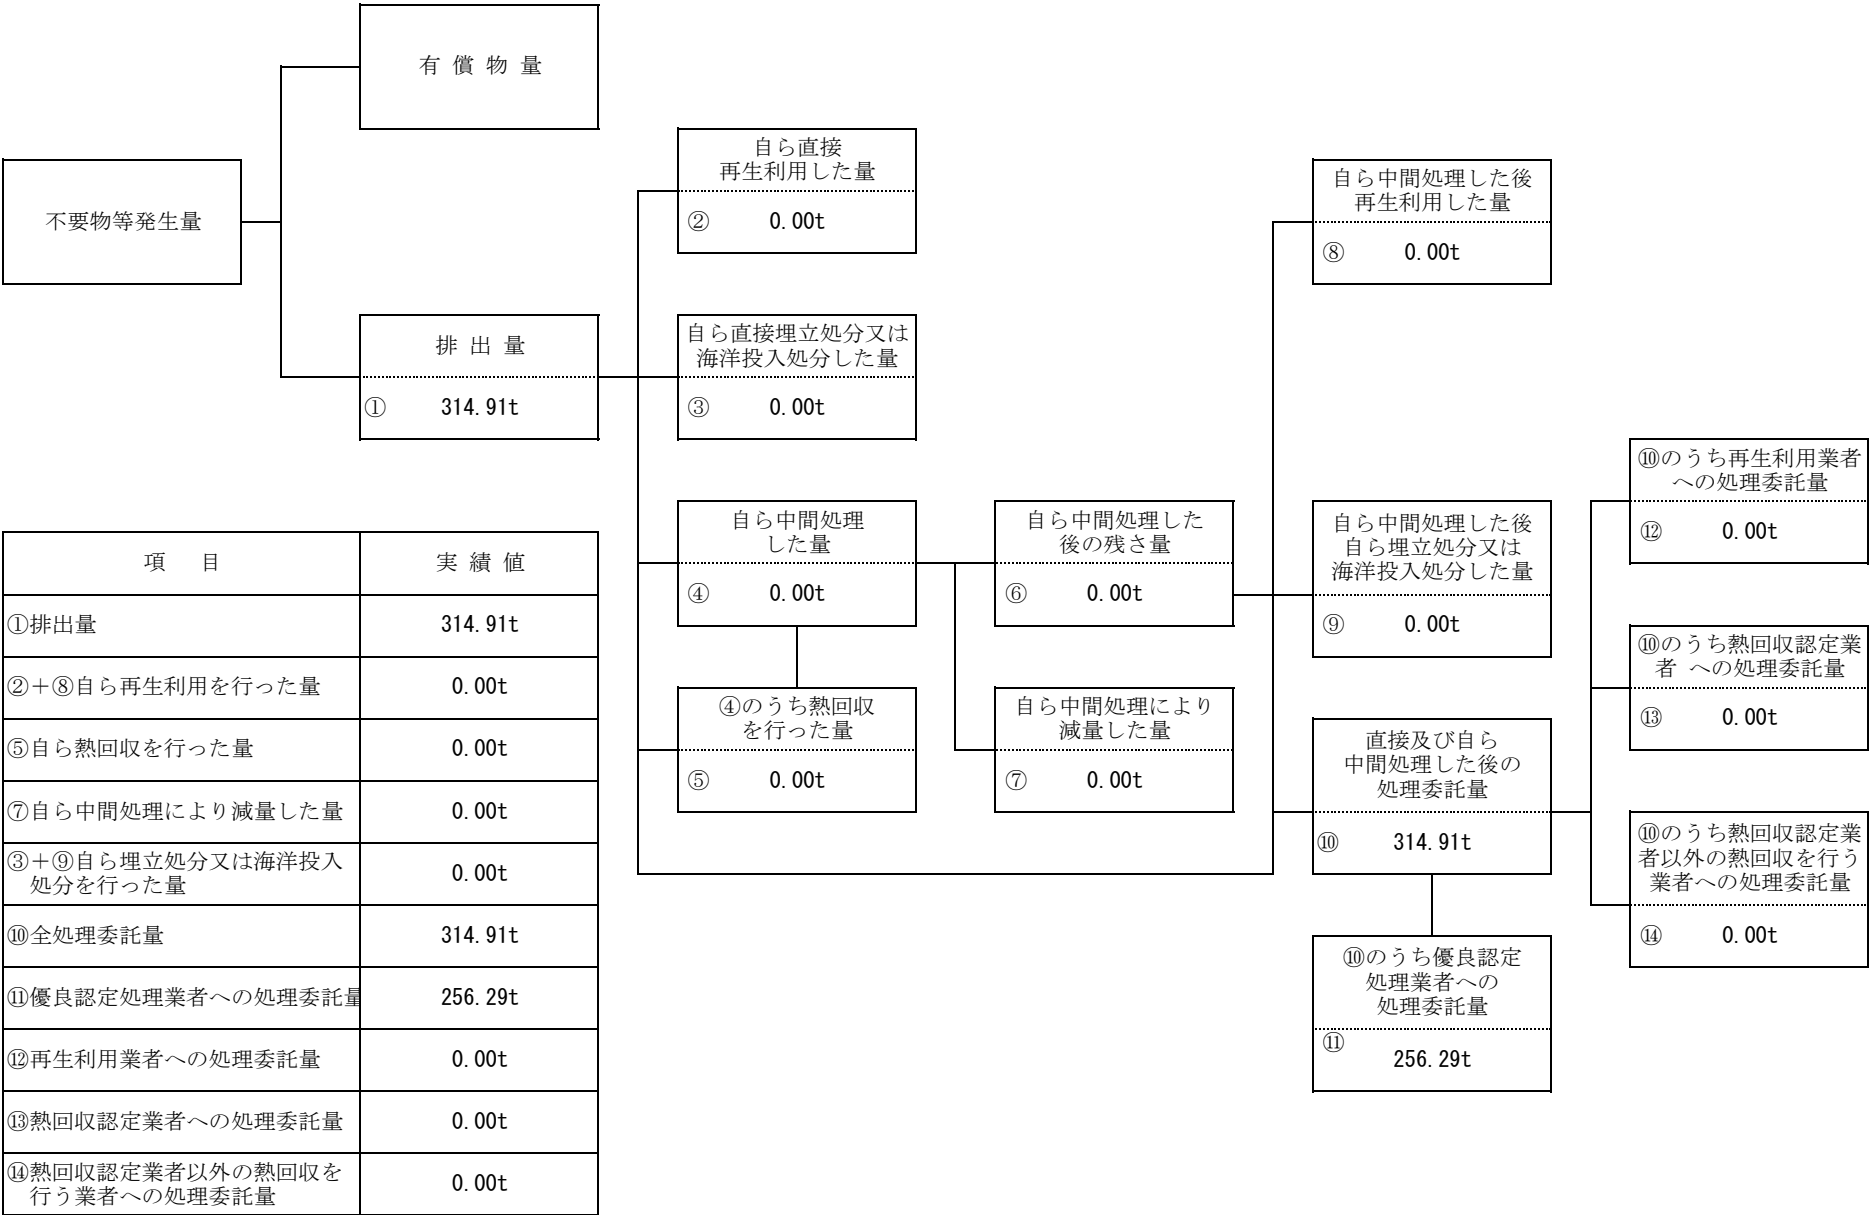 有 償 物 量
不要物等発生量
排 出 量
① 314.91t
自ら直接
再生利用した量
② 0.00t
自ら直接埋立処分又は
海洋投入処分した量
③ 0.00t
自ら中間処理
した量
④ 0.00t
④のうち熱回収
を行った量
⑤ 0.00t
自ら中間処理した
後の残さ量
⑥ 0.00t
自ら中間処理により
減量した量
⑦ 0.00t
自ら中間処理した後
再生利用した量
⑧ 0.00t
自ら中間処理した後
自ら埋立処分又は
海洋投入処分した量
⑨ 0.00t
直接及び自ら
中間処理した後の
処理委託量
⑩ 314.91t
⑩のうち優良認定
処理業者への
処理委託量
⑪ 256.29t
⑩のうち再生利用業者
への処理委託量
⑫ 0.00t
⑩のうち熱回収認定業
者 への処理委託量
⑬ 0.00t
⑩のうち熱回収認定業
者以外の熱回収を行う
業者への処理委託量
⑭ 0.00t
項 目 実 績 値
①排出量 314.91t
②＋⑧自ら再生利用を行った量 0.00t
⑤自ら熱回収を行った量 0.00t
⑦自ら中間処理により減量した量 0.00t
③＋⑨自ら埋立処分又は海洋投入
処分を行った量 0.00t
⑩全処理委託量 314.91t
⑪優良認定処理業者への処理委託量 256.29t
⑫再生利用業者への処理委託量 0.00t
⑬熱回収認定業者への処理委託量 0.00t
⑭熱回収認定業者以外の熱回収を
行う業者への処理委託量 0.00t